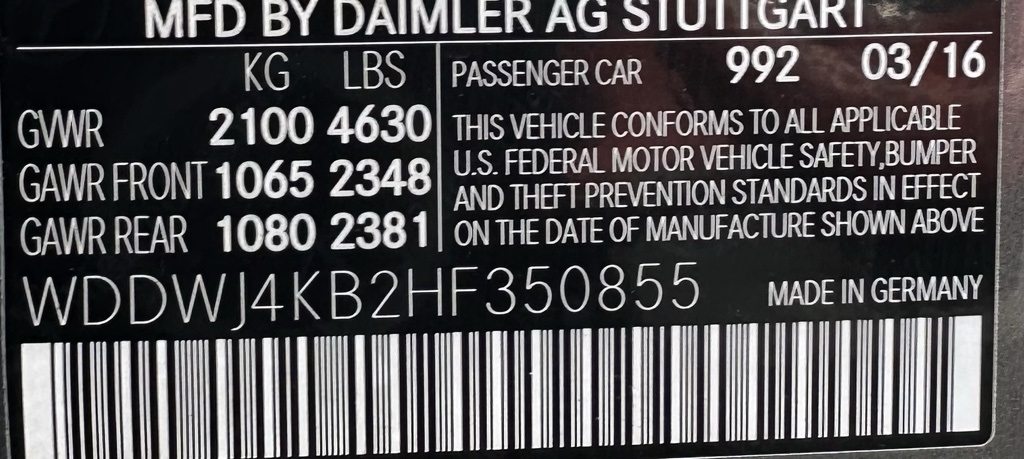 MFD BY DAIMLER AG STUTTGART
KG LBS
GVWR 2100 4630
GAWR FRONT 1065 2348
GAWR REAR 1080 2381
PASSENGER CAR 992 03/16
THIS VEHICLE CONFORMS TO ALL APPLICABLE
U.S. FEDERAL MOTOR VEHICLE SAFETY,BUMPER
AND THEFT PREVENTION STANDARDS IN EFFECT
ON THE DATE OF MANUFACTURE SHOWN ABOVE
WDDWJ4KB2HF350855 MADE IN GERMANY